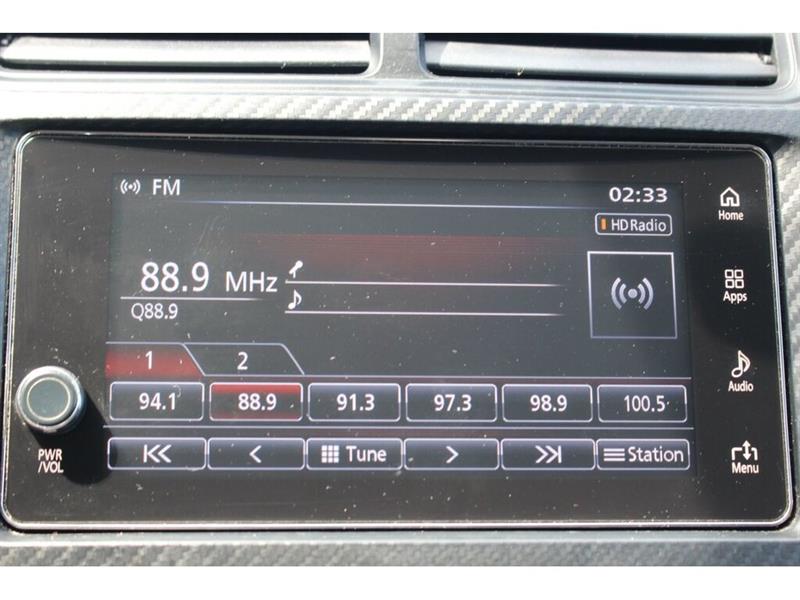 FM
02:33
HD Radio
Home
88.9 MHz
Q88.9
Apps
1 2
Audio
94.1 88.9 91.3 97.3 98.9 100.5
PWR
/VOL
Tune Station
Menu